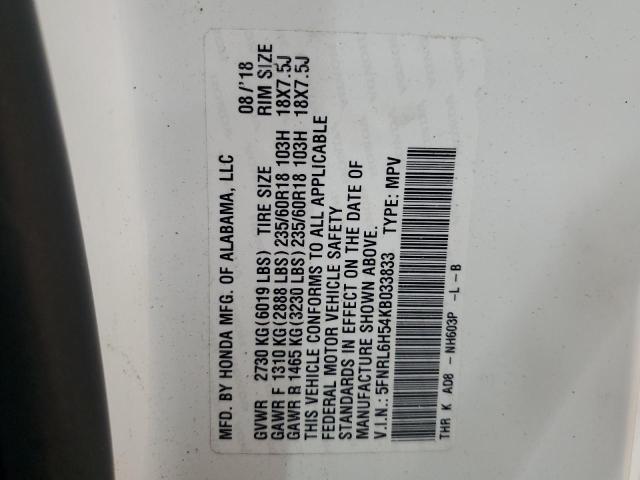 MFD. BY HONDA MFG. OF ALABAMA, LLC 08/'18
GVWR 2730 KG(6019 LBS) TIRE SIZE RIM SIZE
GAWR F 1310 KG(2888 LBS)235/60R18 103H 18X7.5J
GAWR R 1465 KG(3230 LBS)235/60R18 103H 18X7.5J
THIS VEHICLE CONFORMS TO ALL APPLICABLE
FEDERAL MOTOR VEHICLE SAFETY
STANDARDS IN EFFECT ON THE DATE OF
MANUFACTURE SHOWN ABOVE.
V.I.N.: 5FNRL6H54KB033833 TYPE: MPV
THR K A08 - NH603P -L -B